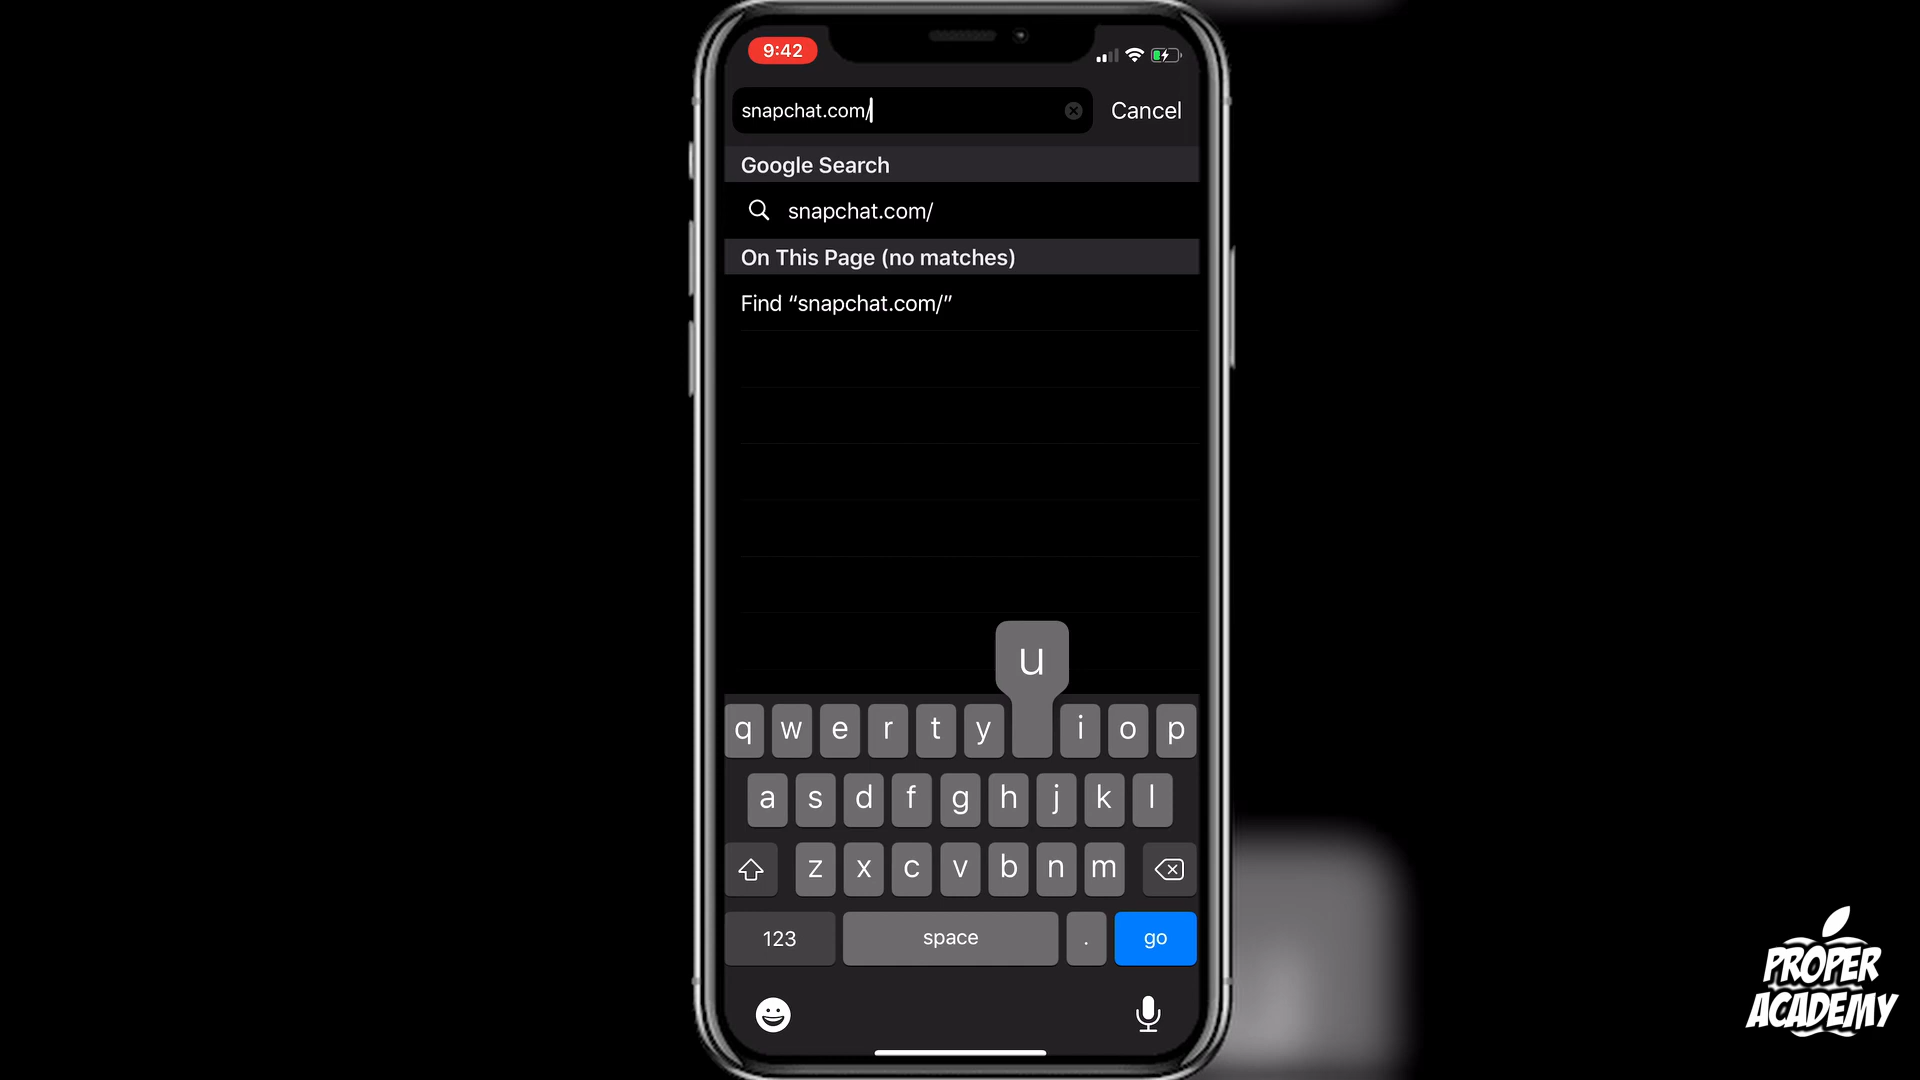 9:42
snapchat.com/
Cancel
Google Search
snapchat.com/
On This Page (no matches)
Find “snapchat.com/”
u
q w e r t y i o p
a s d f g h j k l
z x c v b n m
123 space . go
PROPER
ACADEMY